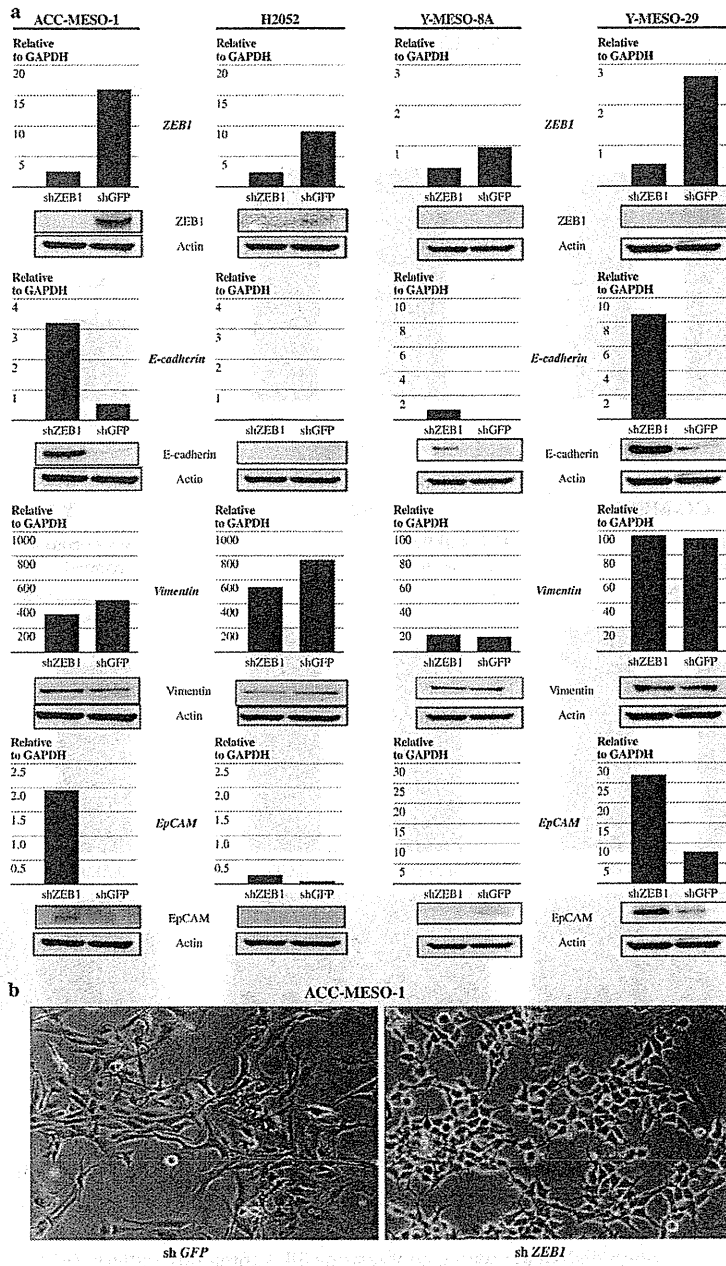 a
ACC-MESO-1 H2052 Y-MESO-8A Y-MESO-29
Relative to GAPDH Relative to GAPDH Relative to GAPDH Relative to GAPDH
20 20 3 3
15 15 2 2
10 10 1 1
5 5
ZEB1 ZEB1
shZEB1 shGFP shZEB1 shGFP shZEB1 shGFP shZEB1 shGFP
ZEB1 ZEB1
Actin Actin
Relative to GAPDH Relative to GAPDH Relative to GAPDH Relative to GAPDH
4 4 10 10
3 3 8 8
2 2 6 6
1 1 4 4
2 2
E-cadherin E-cadherin
shZEB1 shGFP shZEB1 shGFP shZEB1 shGFP shZEB1 shGFP
E-cadherin E-cadherin
Actin Actin
Relative to GAPDH Relative to GAPDH Relative to GAPDH Relative to GAPDH
1000 1000 100 100
800 800 80 80
600 600 60 60
400 400 40 40
200 200 20 20
Vimentin Vimentin
shZEB1 shGFP shZEB1 shGFP shZEB1 shGFP shZEB1 shGFP
Vimentin Vimentin
Actin Actin
Relative to GAPDH Relative to GAPDH Relative to GAPDH Relative to GAPDH
2.5 2.5 30 30
2.0 2.0 25 25
1.5 1.5 20 20
1.0 1.0 15 15
0.5 0.5 10 10
5 5
EpCAM EpCAM
shZEB1 shGFP shZEB1 shGFP shZEB1 shGFP shZEB1 shGFP
EpCAM EpCAM
Actin Actin
b
ACC-MESO-1
sh GFP sh ZEB1